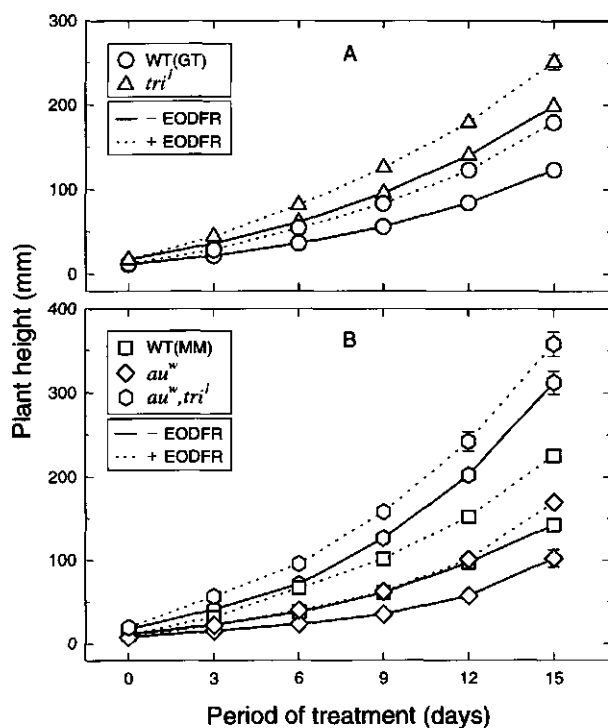 Plant height (mm)
300
200
100
0
A
WT(GT)
tri¹
− EODFR
+ EODFR
400
300
200
100
0
B
WT(MM)
auʷ
auʷ,tri¹
− EODFR
+ EODFR
0 3 6 9 12 15
Period of treatment (days)